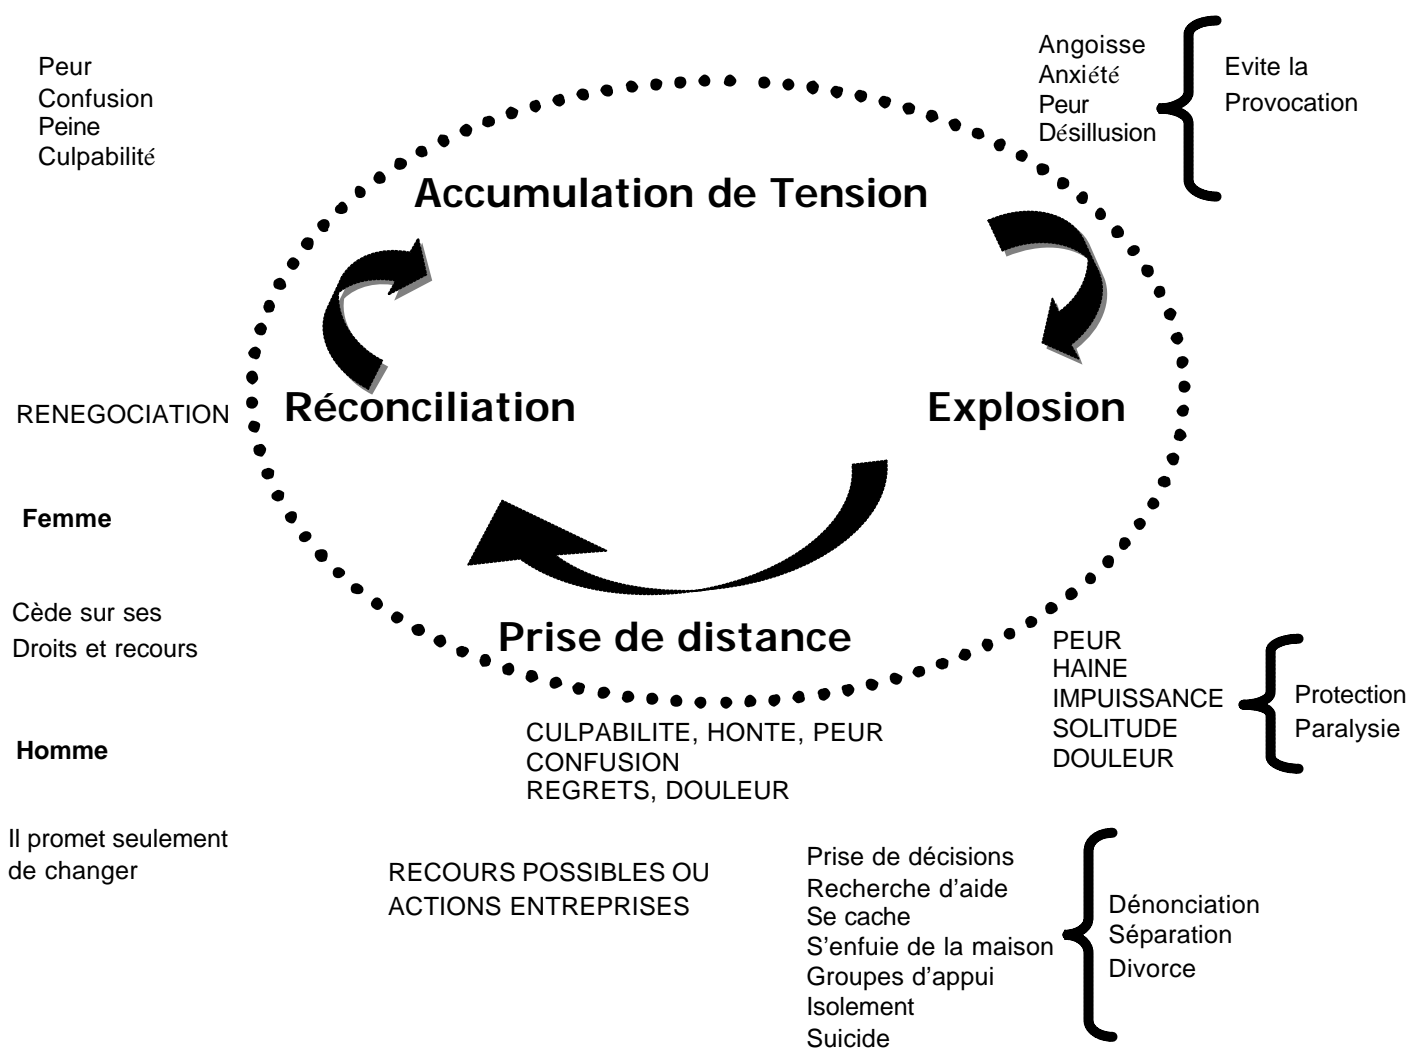 Peur
Confusion
Peine
Culpabilité
Angoisse
Anxiété
Peur
Désillusion
Evite la
Provocation
Accumulation de Tension
RENEGOCIATION
Réconciliation
Explosion
Femme
Cède sur ses
Droits et recours
Prise de distance
PEUR
HAINE
IMPUISSANCE
SOLITUDE
DOULEUR
Protection
Paralysie
CULPABILITE, HONTE, PEUR
CONFUSION
REGRETS, DOULEUR
Homme
Il promet seulement
de changer
RECOURS POSSIBLES OU
ACTIONS ENTREPRISES
Prise de décisions
Recherche d’aide
Se cache
S’enfuie de la maison
Groupes d’appui
Isolement
Suicide
Dénonciation
Séparation
Divorce